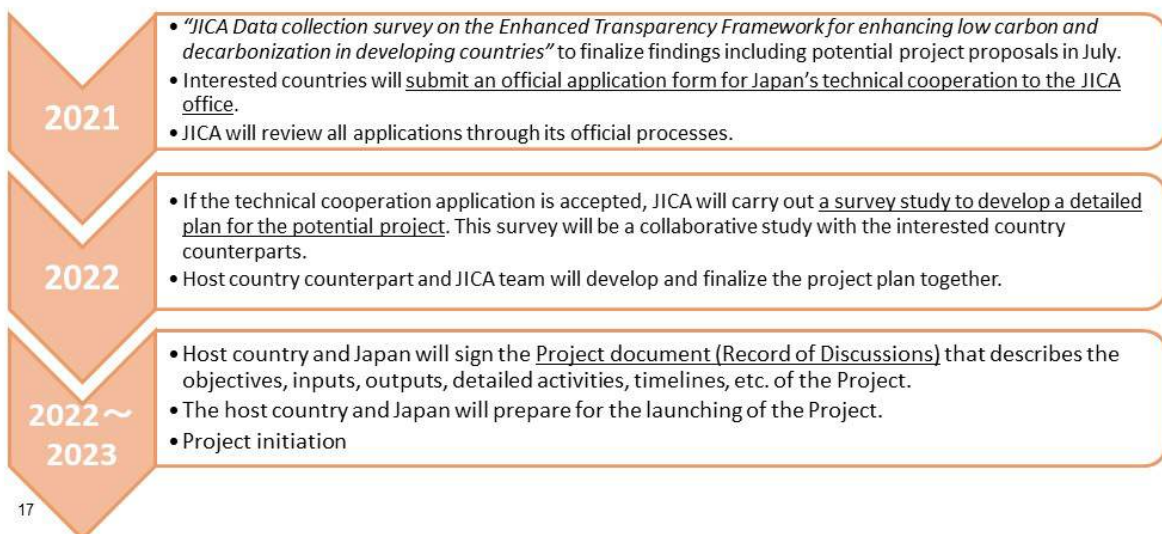 2021
• “JICA Data collection survey on the Enhanced Transparency Framework for enhancing low carbon and
decarbonization in developing countries” to finalize findings including potential project proposals in July.
• Interested countries will submit an official application form for Japan’s technical cooperation to the JICA
office.
• JICA will review all applications through its official processes.
2022
• If the technical cooperation application is accepted, JICA will carry out a survey study to develop a detailed
plan for the potential project. This survey will be a collaborative study with the interested country
counterparts.
• Host country counterpart and JICA team will develop and finalize the project plan together.
2022～
2023
• Host country and Japan will sign the Project document (Record of Discussions) that describes the
objectives, inputs, outputs, detailed activities, timelines, etc. of the Project.
• The host country and Japan will prepare for the launching of the Project.
• Project initiation
17